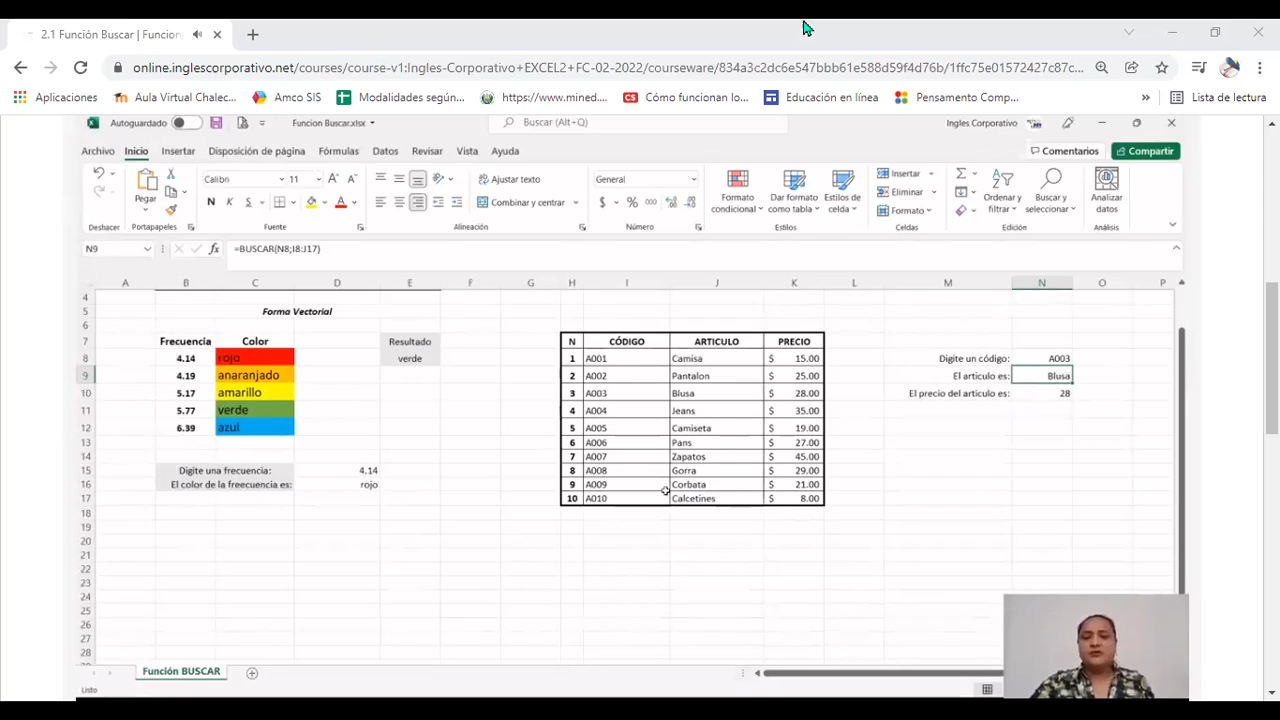 2.1 Función Buscar | Funcion
online.inglescorporativo.net/courses/course-v1:Ingles-Corporativo+EXCEL2+FC-02-2022/courseware/834a3c2dc6e547bbb61e588d59f4d76b/1ffc75e01572427c87c...
Aplicaciones Aula Virtual Chalec... Amco SIS Modalidades según... https://www.mined.... CS Cómo funcionan lo... Educación en línea Pensamento Comp... » Lista de lectura
Autoguardado Funcion Buscar.xlsx Buscar (Alt+Q) Ingles Corporativo
Archivo Inicio Insertar Disposición de página Fórmulas Datos Revisar Vista Ayuda Comentarios Compartir
Pegar Calibri 11 Ajustar texto General Formato condicional Dar formato como tabla Estilos de celda Insertar Ordenar y filtrar Buscar y seleccionar Analizar datos
N K S Combinar y centrar $ % 000 Eliminar
Formato
Deshacer Portapapeles Fuente Alineación Número Estilos Celdas Edición Análisis
N9 fx =BUSCAR(N8;I8:J17)
A B C D E F G H I J K L M N O P
4
5 Forma Vectorial
6
7 Frecuencia Color Resultado N CÓDIGO ARTICULO PRECIO
8 4.14 rojo verde 1 A001 Camisa $ 15.00 Digite un código: A003
9 4.19 anaranjado 2 A002 Pantalon $ 25.00 El articulo es: Blusa
10 5.17 amarillo 3 A003 Blusa $ 28.00 El precio del articulo es: 28
11 5.77 verde 4 A004 Jeans $ 35.00
12 6.39 azul 5 A005 Camiseta $ 19.00
13 6 A006 Pans $ 27.00
14 7 A007 Zapatos $ 45.00
15 Digite una frecuencia: 4.14 8 A008 Gorra $ 29.00
16 El color de la freecuencia es: rojo 9 A009 Corbata $ 21.00
17 10 A010 Calcetines $ 8.00
18
19
20
21
22
23
24
25
26
27
28
Función BUSCAR
Listo